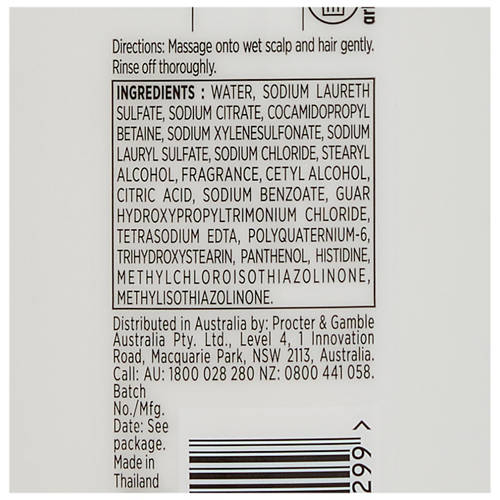 Directions: Massage onto wet scalp and hair gently.
Rinse off thoroughly.
INGREDIENTS : WATER, SODIUM LAURETH
SULFATE, SODIUM CITRATE, COCAMIDOPROPYL
BETAINE, SODIUM XYLENESULFONATE, SODIUM
LAURYL SULFATE, SODIUM CHLORIDE, STEARYL
ALCOHOL, FRAGRANCE, CETYL ALCOHOL,
CITRIC ACID, SODIUM BENZOATE, GUAR
HYDROXYPROPYLTRIMONIUM CHLORIDE,
TETRASODIUM EDTA, POLYQUATERNIUM-6,
TRIHYDROXYSTEARIN, PANTHENOL, HISTIDINE,
METHYLCHLOROISOTHIAZOLINONE,
METHYLISOTHIAZOLINONE.
Distributed in Australia by: Procter & Gamble
Australia Pty. Ltd., Level 4, 1 Innovation
Road, Macquarie Park, NSW 2113, Australia.
Call: AU: 1800 028 280 NZ: 0800 441 058.
Batch
No./Mfg.
Date: See
package.
Made in
Thailand
299 >